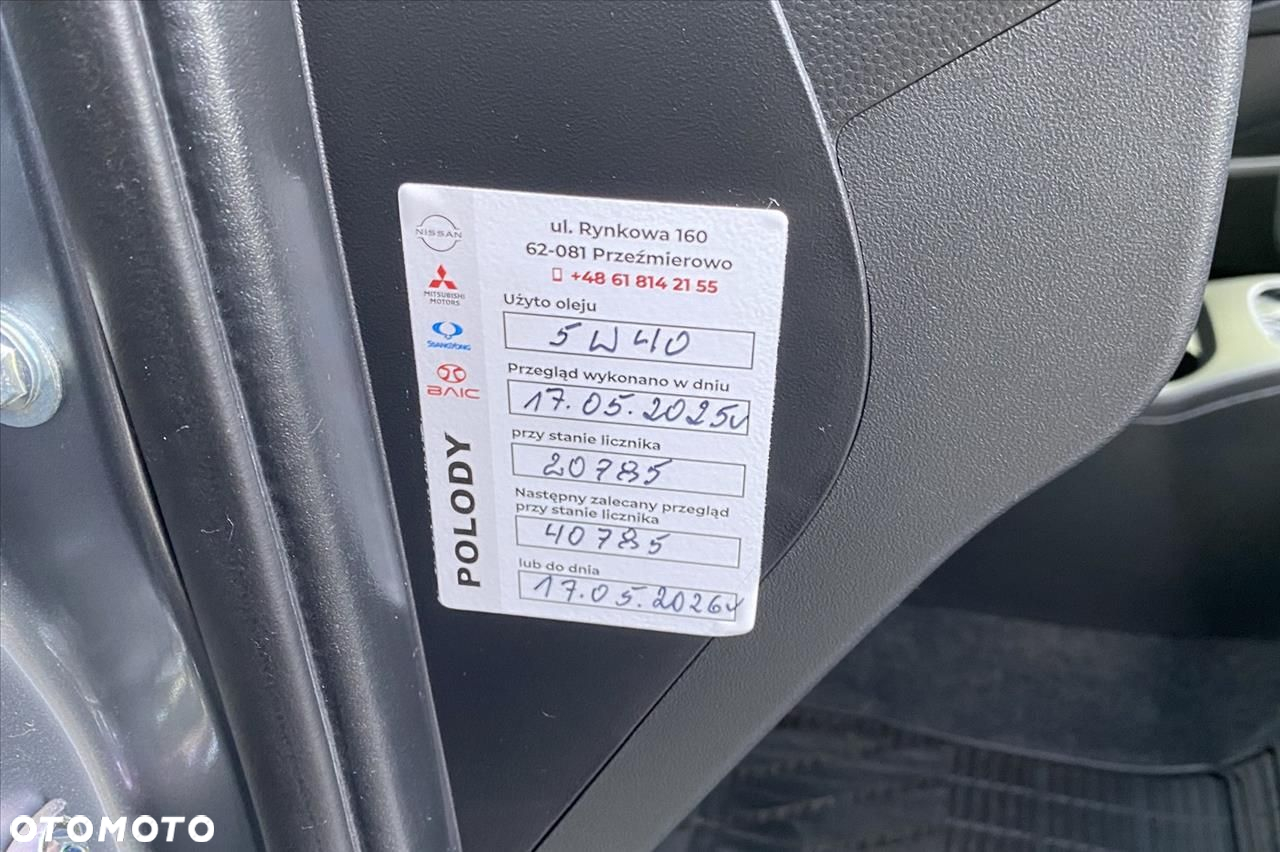 NISSAN
MITSUBISHI
MOTORS
SSANGYONG
BAIC
POLODY
ul. Rynkowa 160
62-081 Przeźmierowo
+48 61 814 21 55
Użyto oleju
5W40
Przegląd wykonano w dniu
17.05.2025r
przy stanie licznika
20785
Następny zalecany przegląd
przy stanie licznika
40785
lub do dnia
17.05.2026r
OTOMOTO